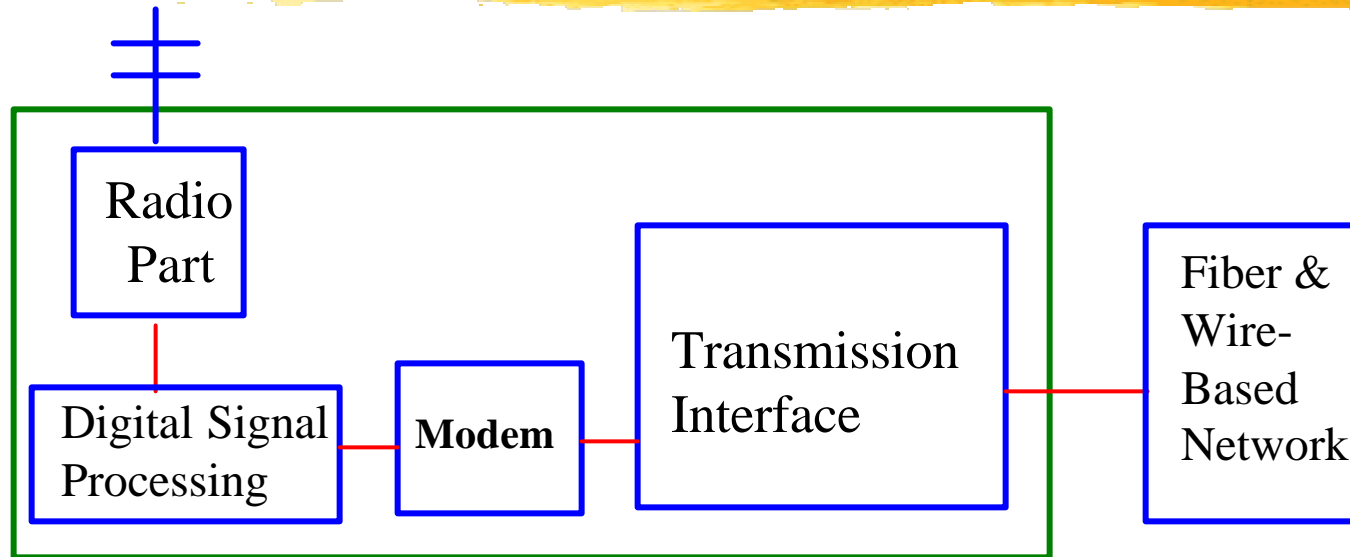 Radio
Part
Digital Signal
Processing
Modem
Transmission
Interface
Fiber &
Wire-
Based
Network